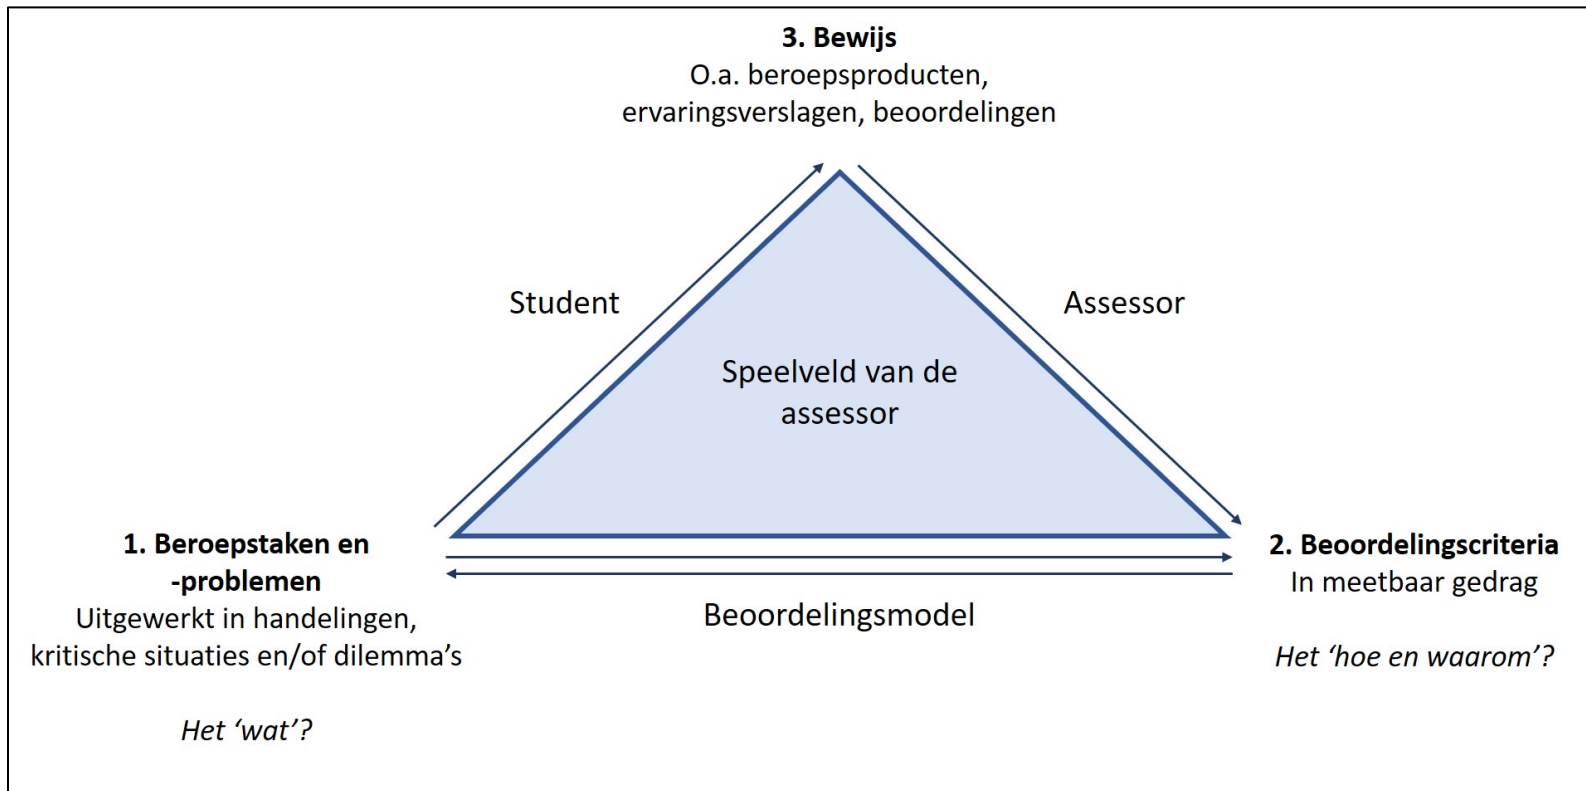 3. Bewijs
O.a. beroepsproducten,
ervaringsverslagen, beoordelingen
Student
Assessor
Speelveld van de
assessor
1. Beroepstaken en
-problemen
Uitgewerkt in handelingen,
kritische situaties en/of dilemma’s
Het ‘wat’?
Beoordelingsmodel
2. Beoordelingscriteria
In meetbaar gedrag
Het ‘hoe en waarom’?